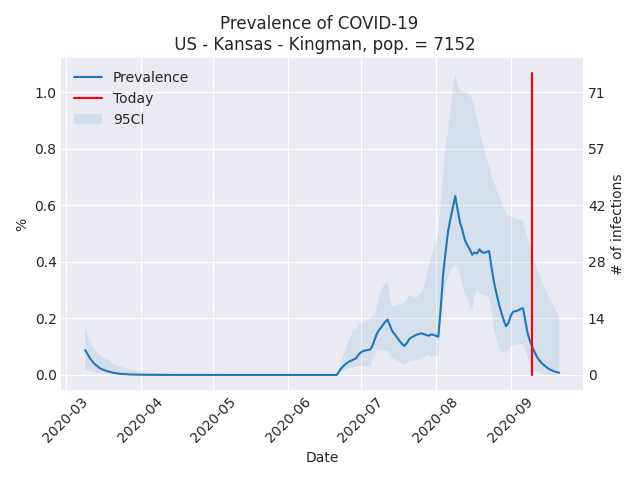 Prevalence of COVID-19
US - Kansas - Kingman, pop. = 7152
Prevalence
Today
95CI
1.0
0.8
0.6
0.4
0.2
0.0
%
71
57
42
28
14
0
# of infections
2020-03
2020-04
2020-05
2020-06
2020-07
2020-08
2020-09
Date